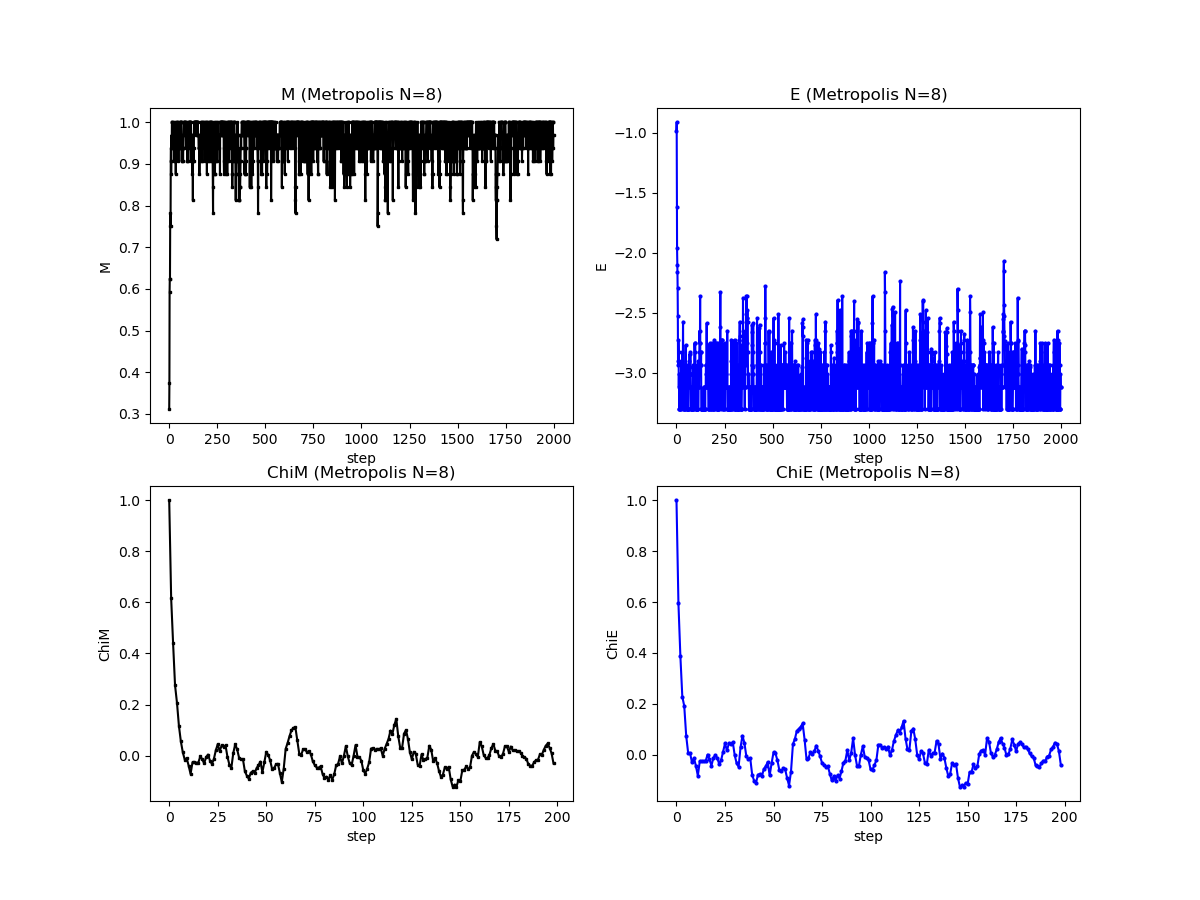 M (Metropolis N=8)
1.0
0.9
0.8
0.7
0.6
0.5
0.4
0.3
M
0 250 500 750 1000 1250 1500 1750 2000
step
E (Metropolis N=8)
−1.0
−1.5
−2.0
−2.5
−3.0
E
0 250 500 750 1000 1250 1500 1750 2000
step
ChiM (Metropolis N=8)
1.0
0.8
0.6
0.4
0.2
0.0
ChiM
0 25 50 75 100 125 150 175 200
step
ChiE (Metropolis N=8)
1.0
0.8
0.6
0.4
0.2
0.0
ChiE
0 25 50 75 100 125 150 175 200
step